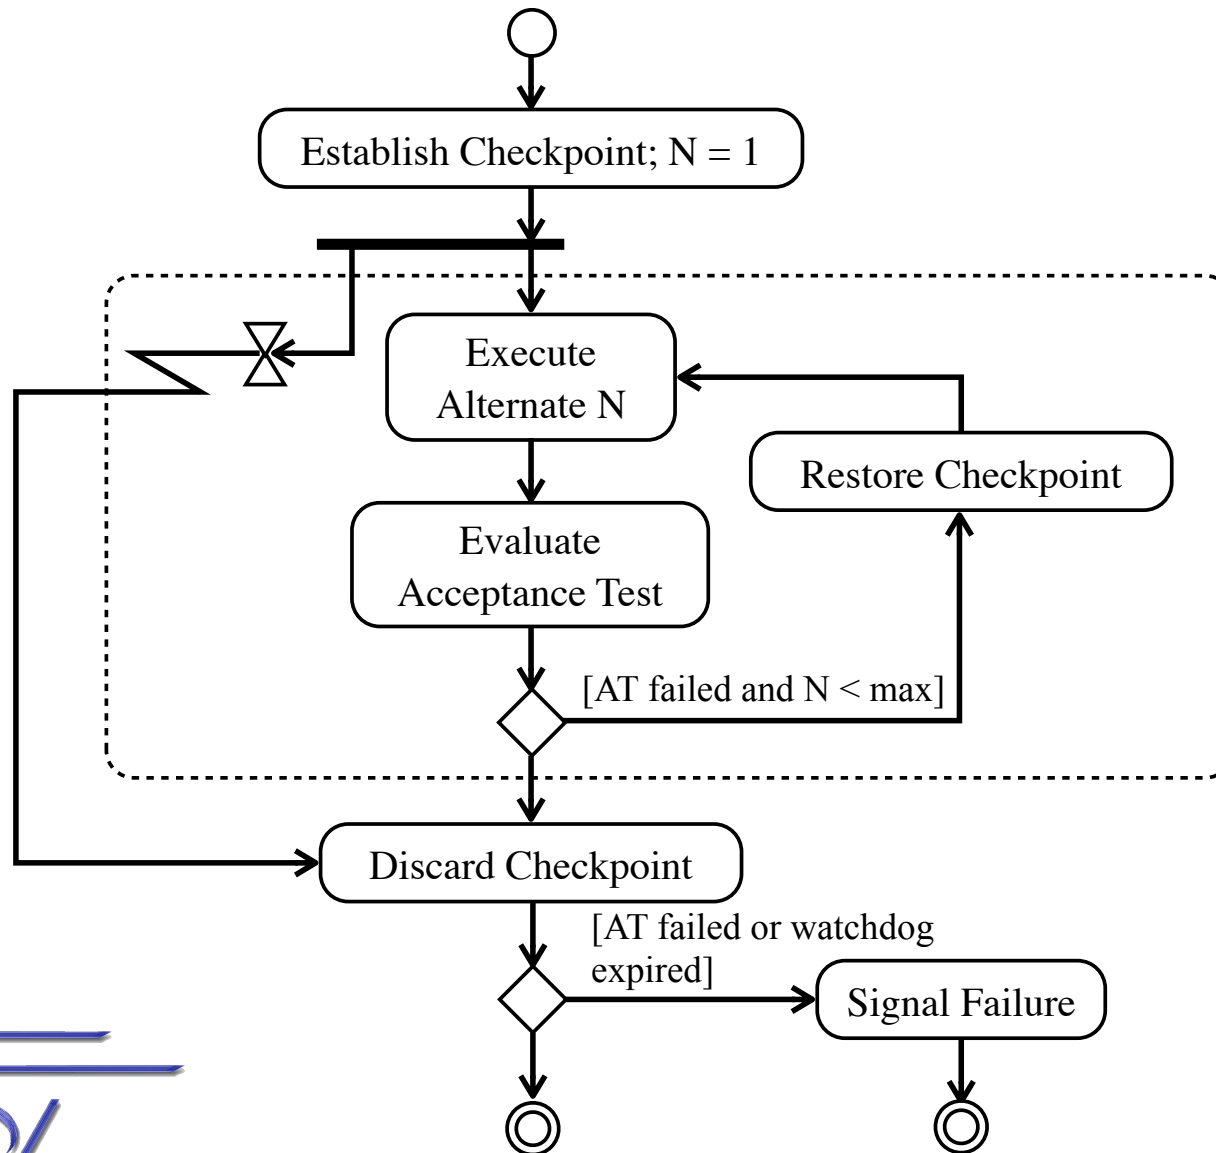 Establish Checkpoint; N = 1
Execute
Alternate N
Restore Checkpoint
Evaluate
Acceptance Test
[AT failed and N < max]
Discard Checkpoint
[AT failed or watchdog
expired]
Signal Failure